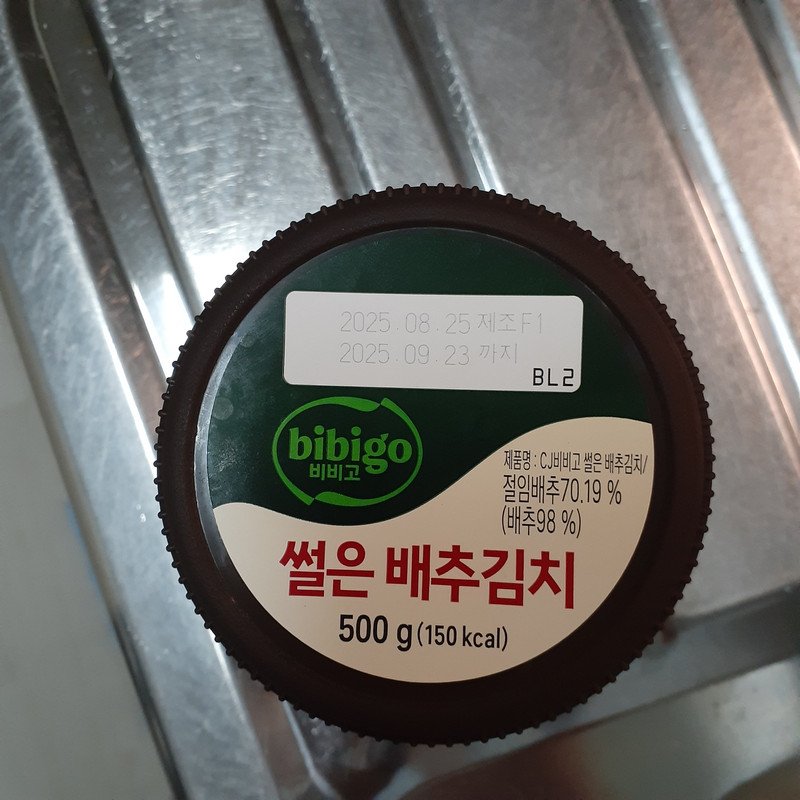 2025.08.25 제조F1
2025.09.23 까지
BL2
bibigo
비비고
제품명 : CJ비비고 썰은 배추김치/
절임배추70.19 %
(배추98 %)
썰은 배추김치
500 g(150 kcal)